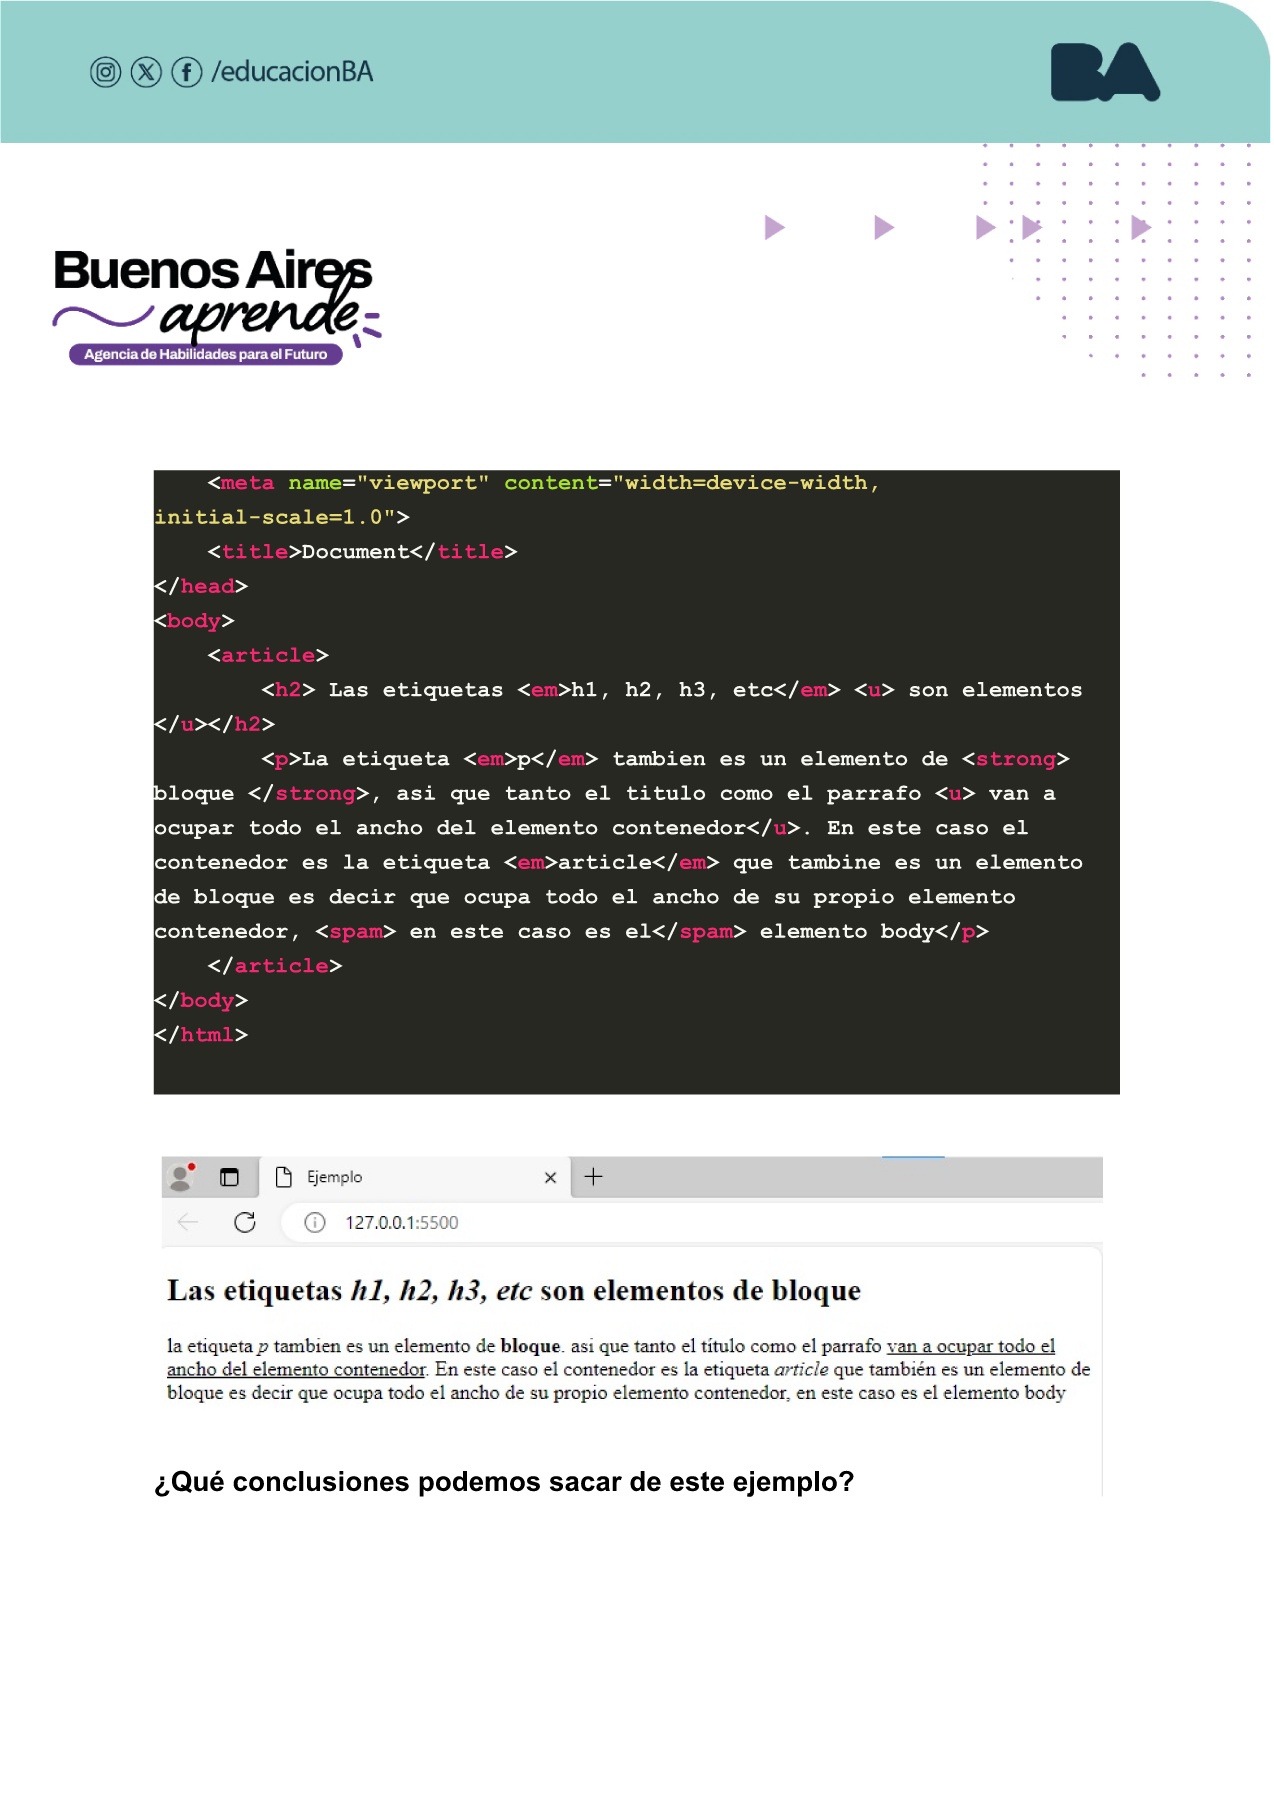 /educacionBA
BA
Buenos Aires
aprende
Agencia de Habilidades para el Futuro
<meta name="viewport" content="width=device-width,
initial-scale=1.0">
<title>Document</title>
</head>
<body>
<article>
<h2> Las etiquetas <em>h1, h2, h3, etc</em> <u> son elementos
</u></h2>
<p>La etiqueta <em>p</em> tambien es un elemento de <strong>
bloque </strong>, asi que tanto el titulo como el parrafo <u> van a
ocupar todo el ancho del elemento contenedor</u>. En este caso el
contenedor es la etiqueta <em>article</em> que tambine es un elemento
de bloque es decir que ocupa todo el ancho de su propio elemento
contenedor, <spam> en este caso es el</spam> elemento body</p>
</article>
</body>
</html>
Ejemplo
127.0.0.1:5500
Las etiquetas h1, h2, h3, etc son elementos de bloque
la etiqueta p tambien es un elemento de bloque. asi que tanto el título como el parrafo van a ocupar todo el
ancho del elemento contenedor. En este caso el contenedor es la etiqueta article que también es un elemento de
bloque es decir que ocupa todo el ancho de su propio elemento contenedor, en este caso es el elemento body
¿Qué conclusiones podemos sacar de este ejemplo?